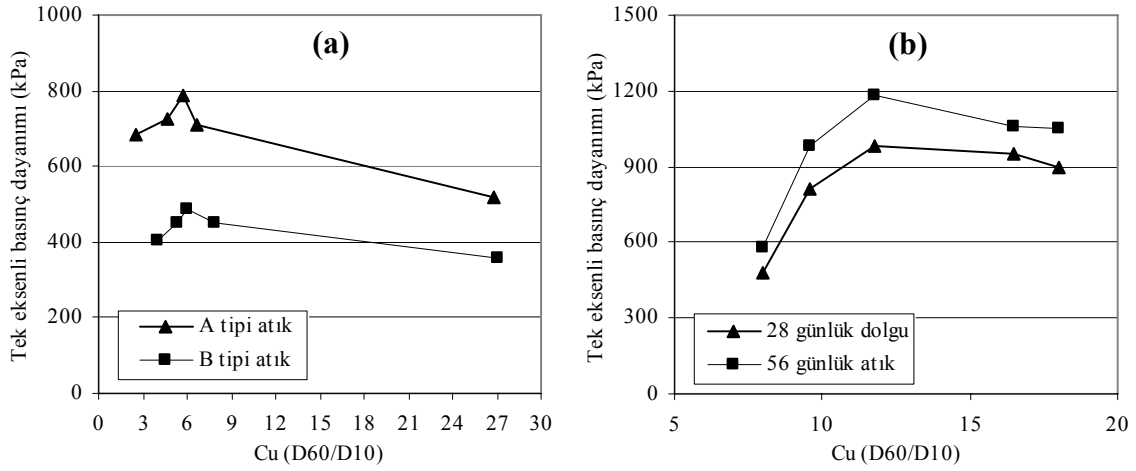 (a)
Tek eksenli basınç dayanımı (kPa)
1000
800
600
400
200
0
0 3 6 9 12 15 18 21 24 27 30
Cu (D60/D10)
A tipi atık
B tipi atık
(b)
Tek eksenli basınç dayanımı (kPa)
1500
1200
900
600
300
0
5 10 15 20
Cu (D60/D10)
28 günlük dolgu
56 günlük atık